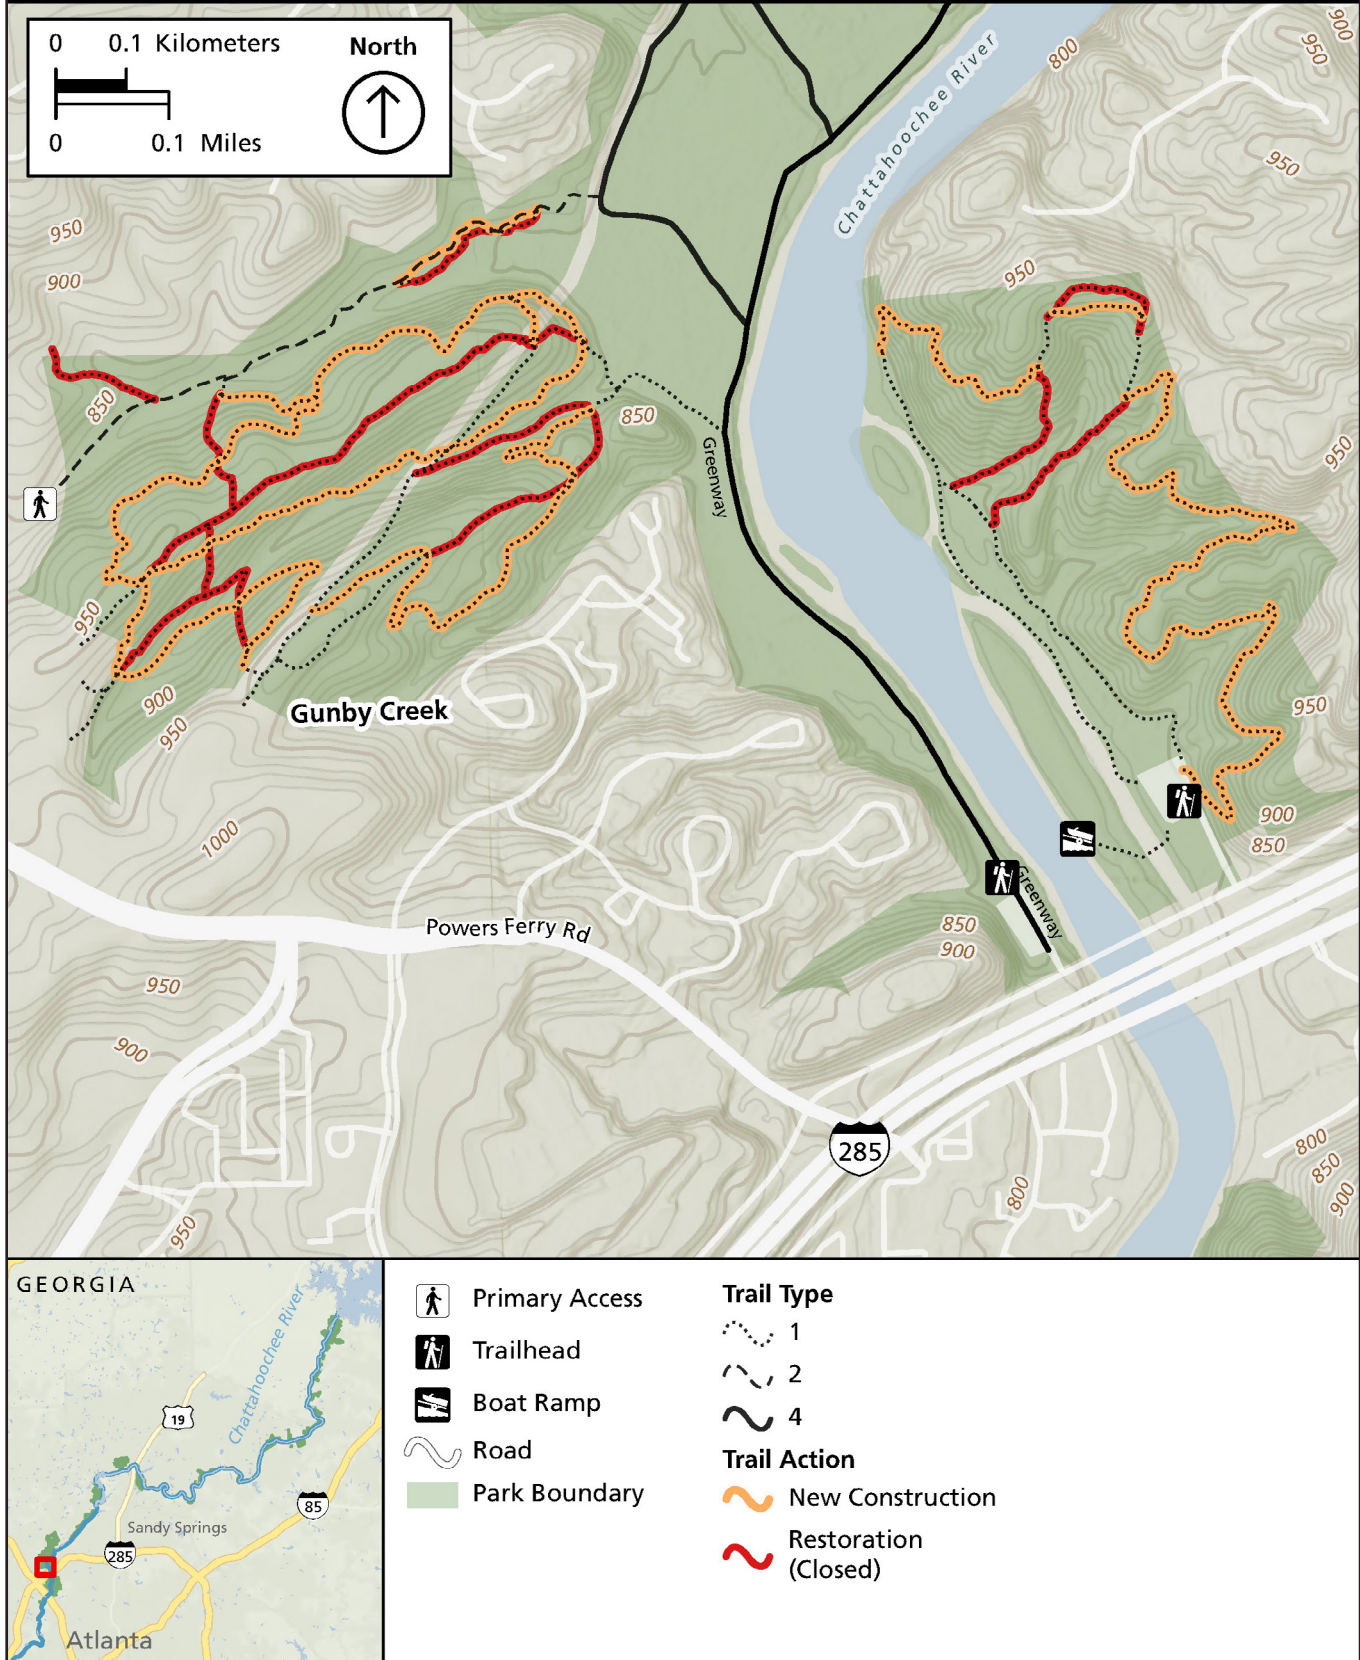 0 0.1 Kilometers
0 0.1 Miles
North
Chattahoochee River
800
900
950
950
950
900
950
950
850
850
Greenway
950
950
900
950
Gunby Creek
950
900
850
1000
Greenway
850
900
Powers Ferry Rd
950
900
285
800
800
850
900
950
GEORGIA
Chattahoochee River
19
85
Sandy Springs
285
Atlanta
Primary Access
Trailhead
Boat Ramp
Road
Park Boundary
Trail Type
1
2
4
Trail Action
New Construction
Restoration
(Closed)